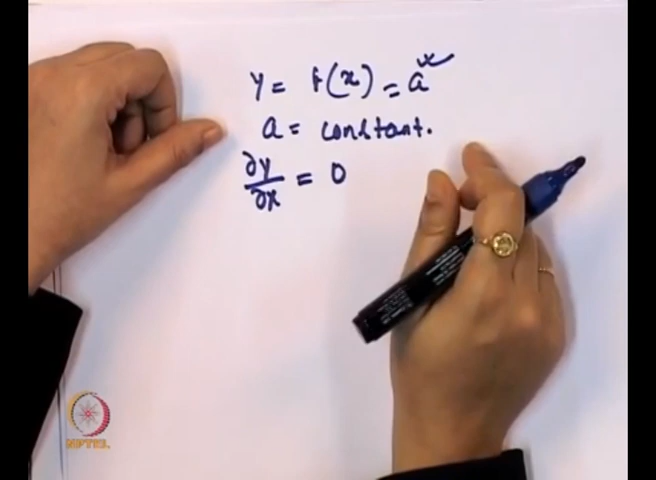 y = f(x) = a
a = constant.
∂y/∂x = 0
NPTEL